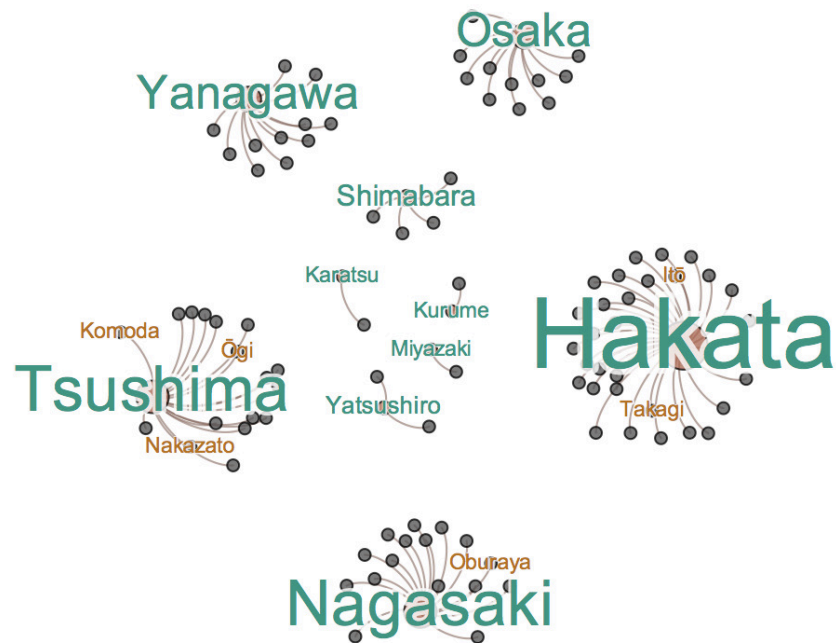 Osaka
Yanagawa
Shimabara
Karatsu
Itō
Kurume
Komoda
Hakata
Ōgi
Miyazaki
Tsushima
Yatsushiro
Takagi
Nakazato
Oburaya
Nagasaki